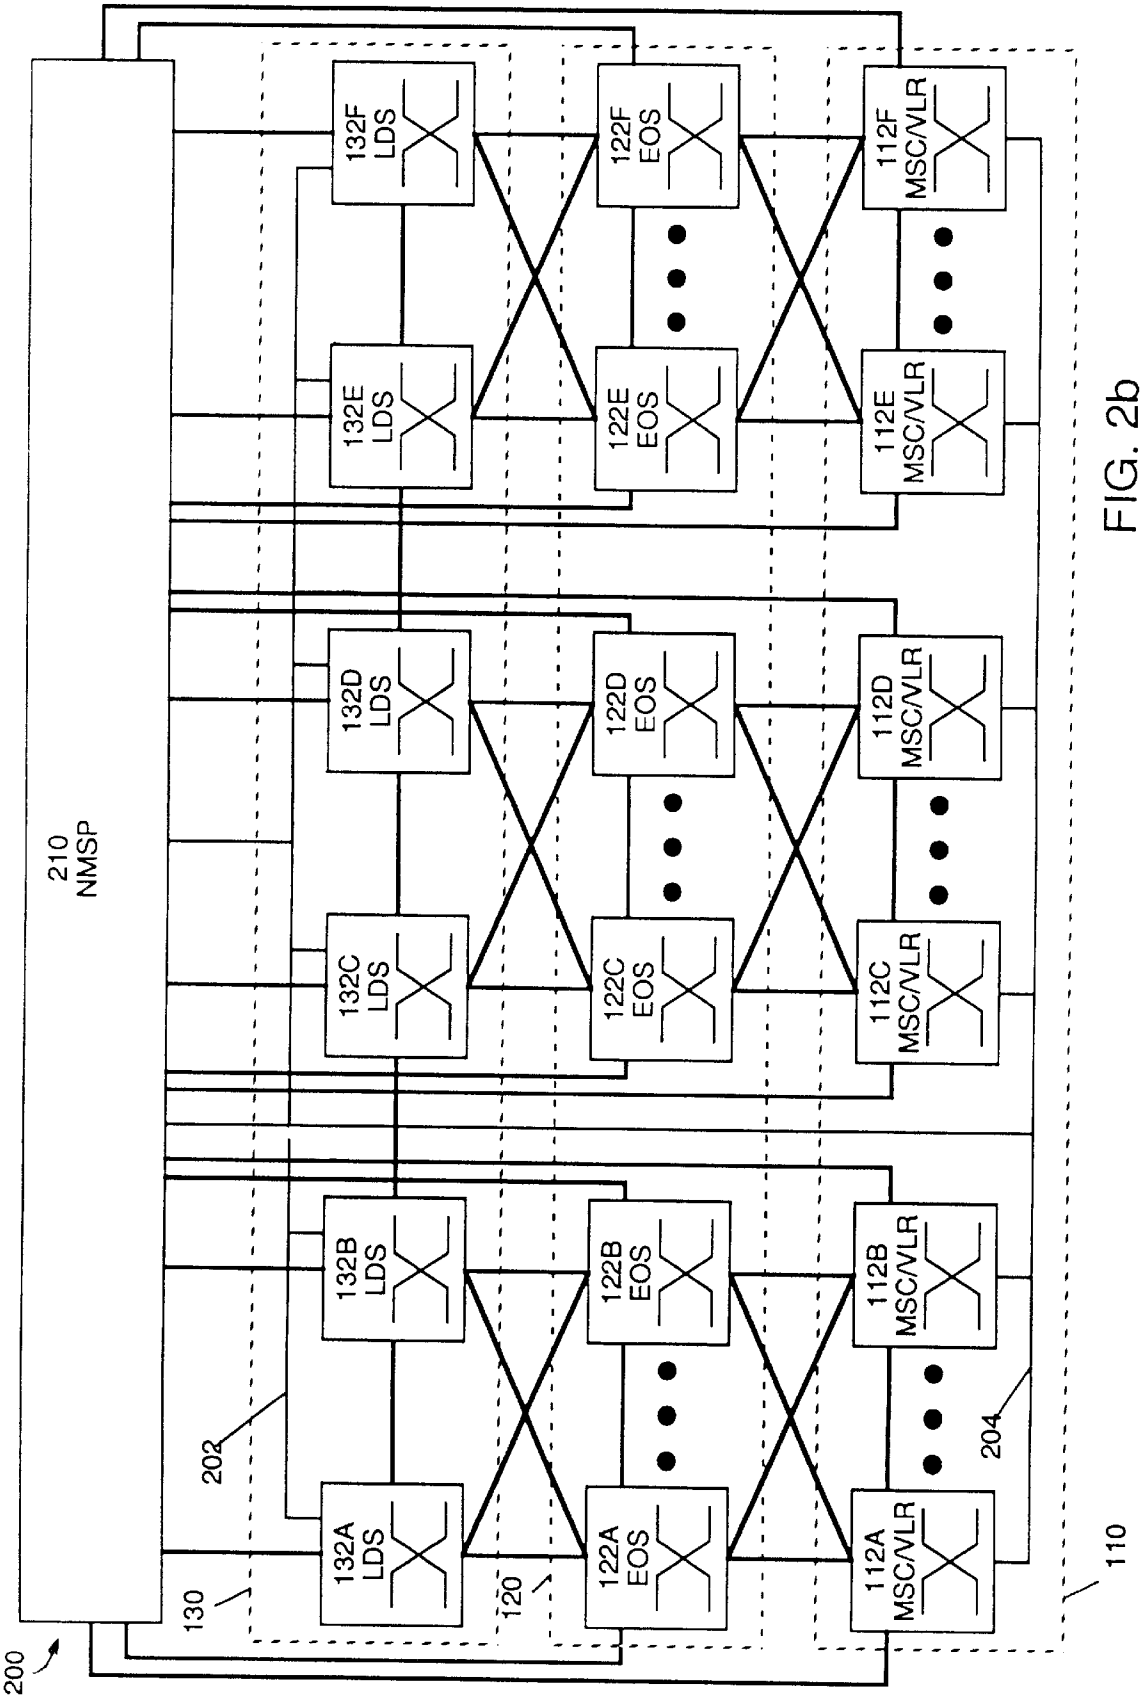 200
210
NMSP
130
202
132A
LDS
132B
LDS
132C
LDS
132D
LDS
132E
LDS
132F
LDS
120
122A
EOS
122B
EOS
122C
EOS
122D
EOS
122E
EOS
122F
EOS
112A
MSC/VLR
112B
MSC/VLR
112C
MSC/VLR
112D
MSC/VLR
112E
MSC/VLR
112F
MSC/VLR
204
110
FIG. 2b